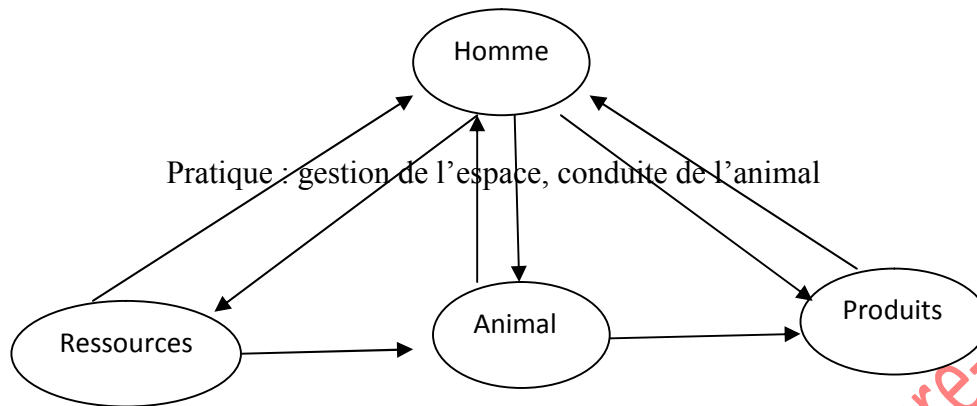 Homme
Pratique : gestion de l'espace, conduite de l'animal
Ressources
Animal
Produits